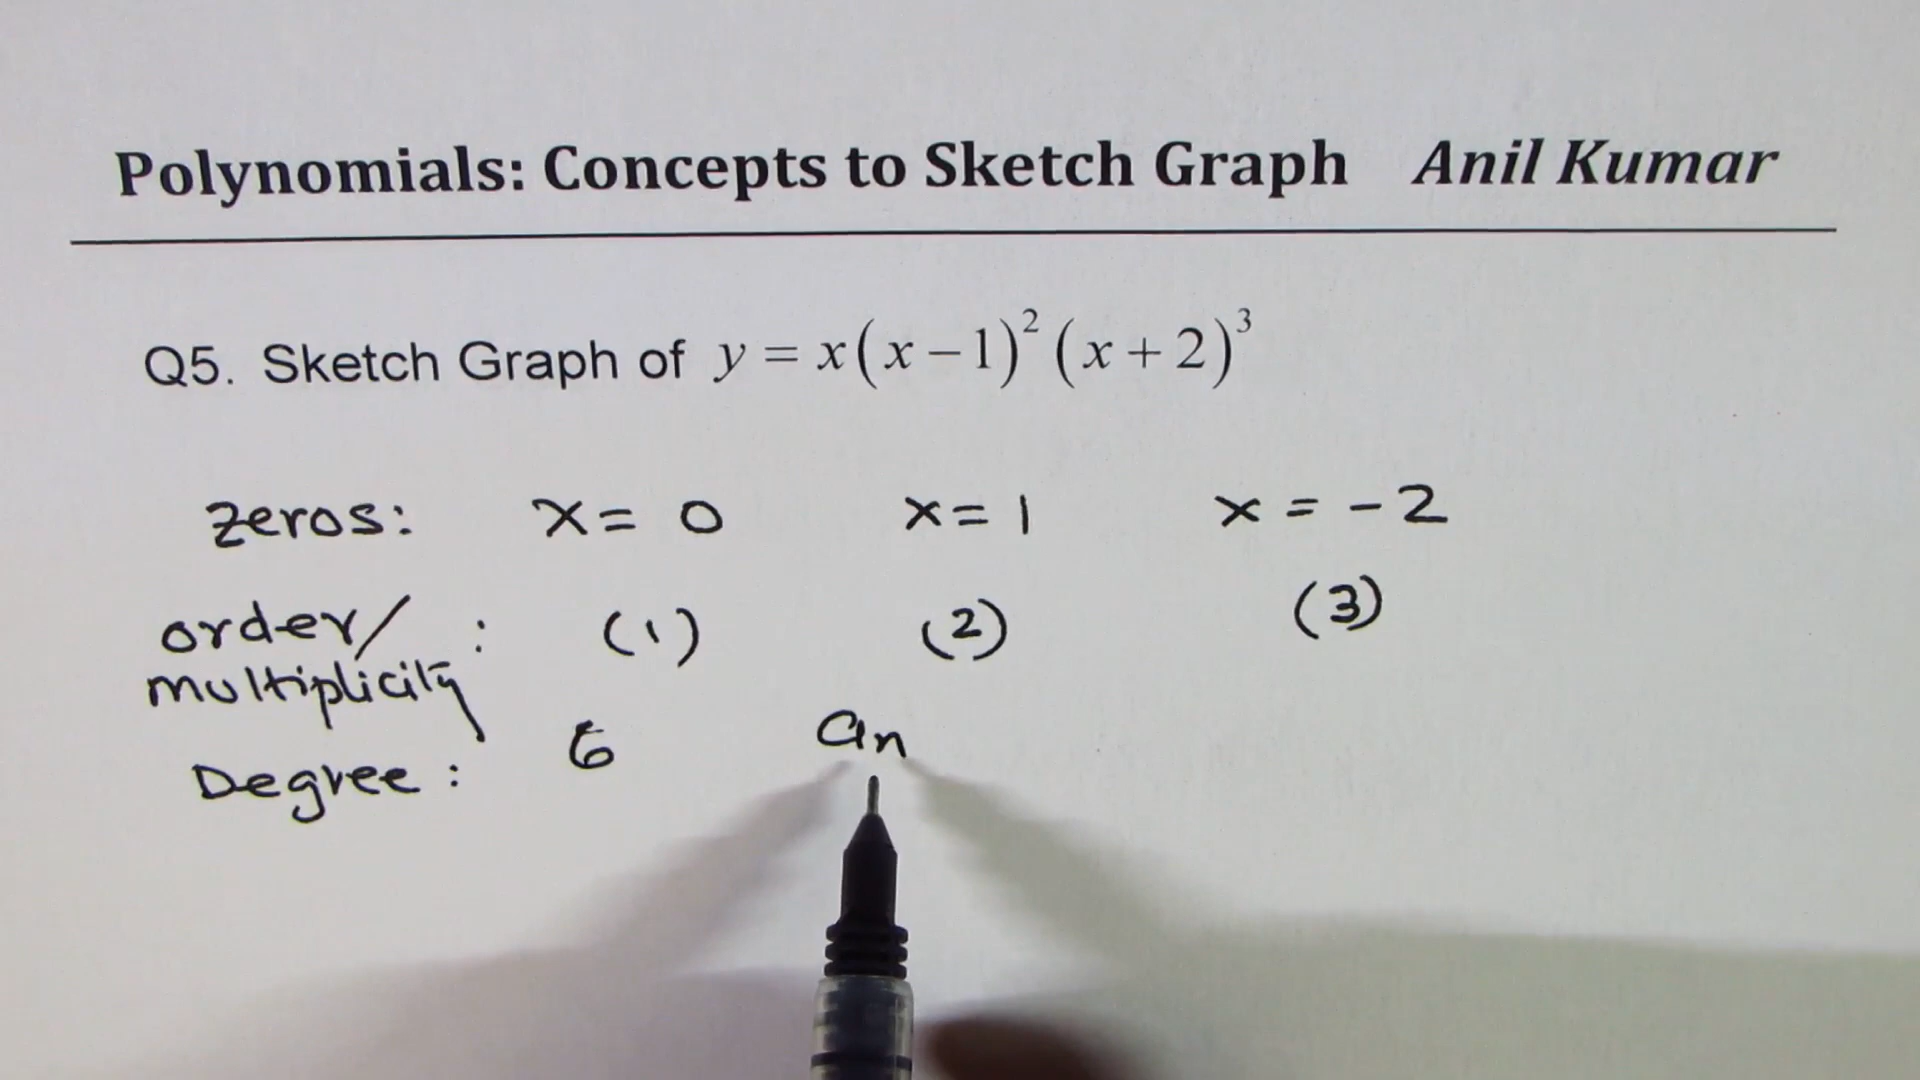 Polynomials: Concepts to Sketch Graph Anil Kumar
Q5. Sketch Graph of y = x(x − 1)² (x + 2)³
zeros: x = 0 x = 1 x = -2
order/ : (1) (2) (3)
multiplicity
Degree: 6 an